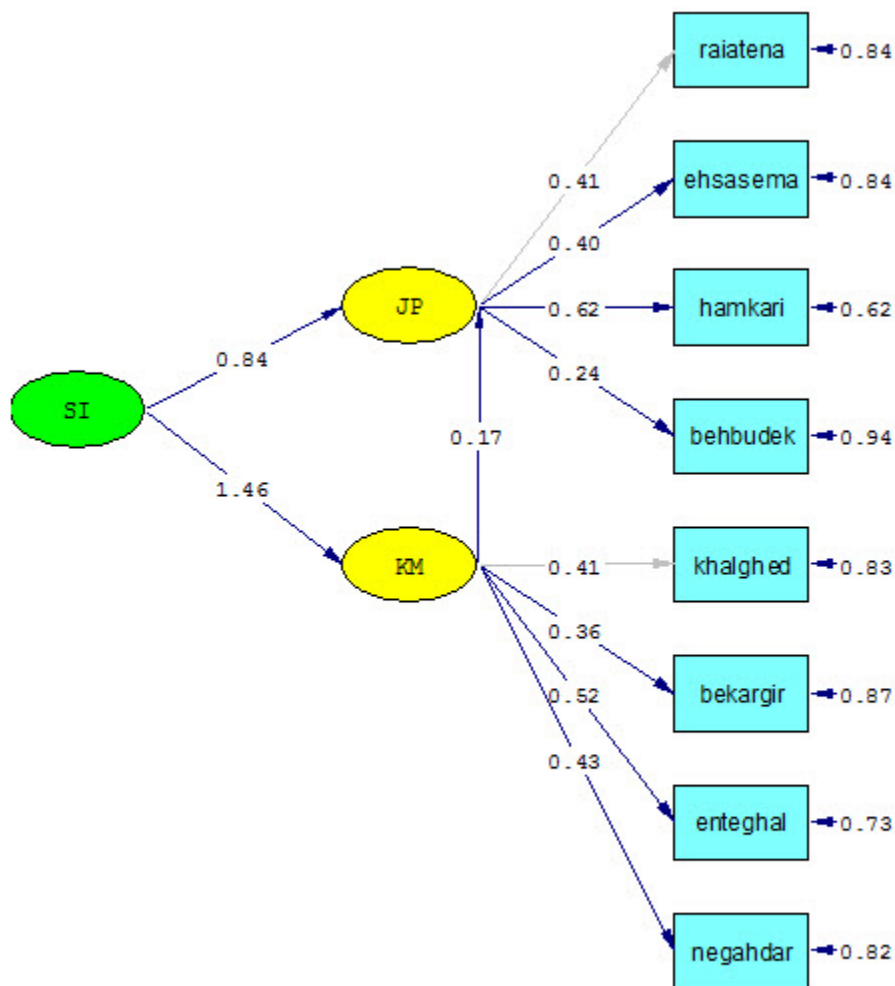 raiatena
0.84
0.41
ehsasema
0.84
0.40
JP
0.62
hamkari
0.62
0.84
0.24
SI
behbudek
0.94
0.17
1.46
KM
0.41
khalghed
0.83
0.36
bekargir
0.87
0.52
0.43
enteghal
0.73
negahdar
0.82